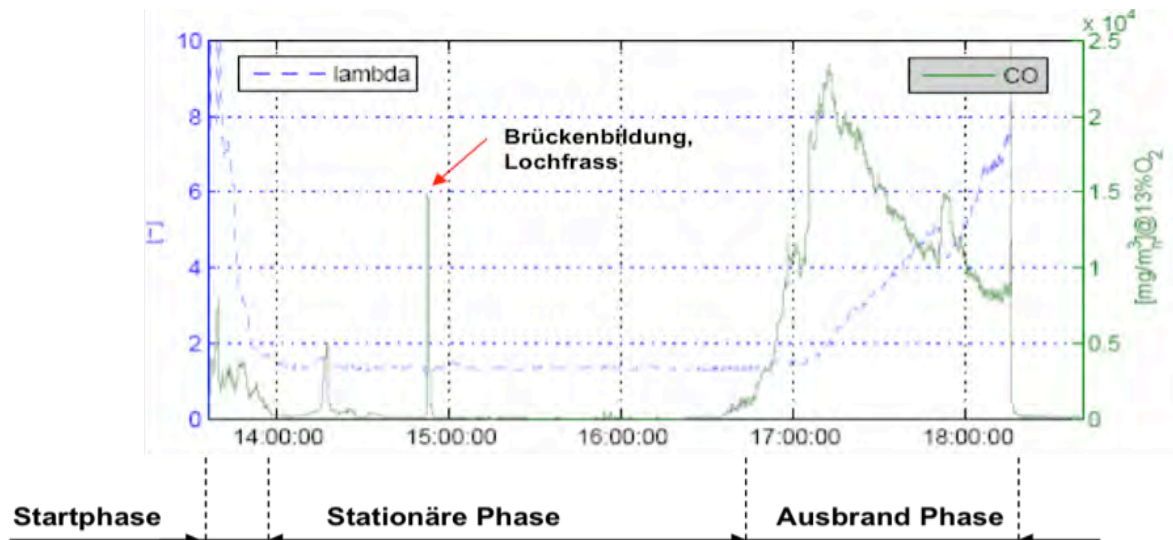 x 10⁴
10
2.5
lambda
CO
8
2
Brückenbildung,
Lochfrass
6
1.5
[-]
[mg/m³ₙ]@13%O₂
4
1
2
0.5
0
0
14:00:00
15:00:00
16:00:00
17:00:00
18:00:00
Startphase
Stationäre Phase
Ausbrand Phase